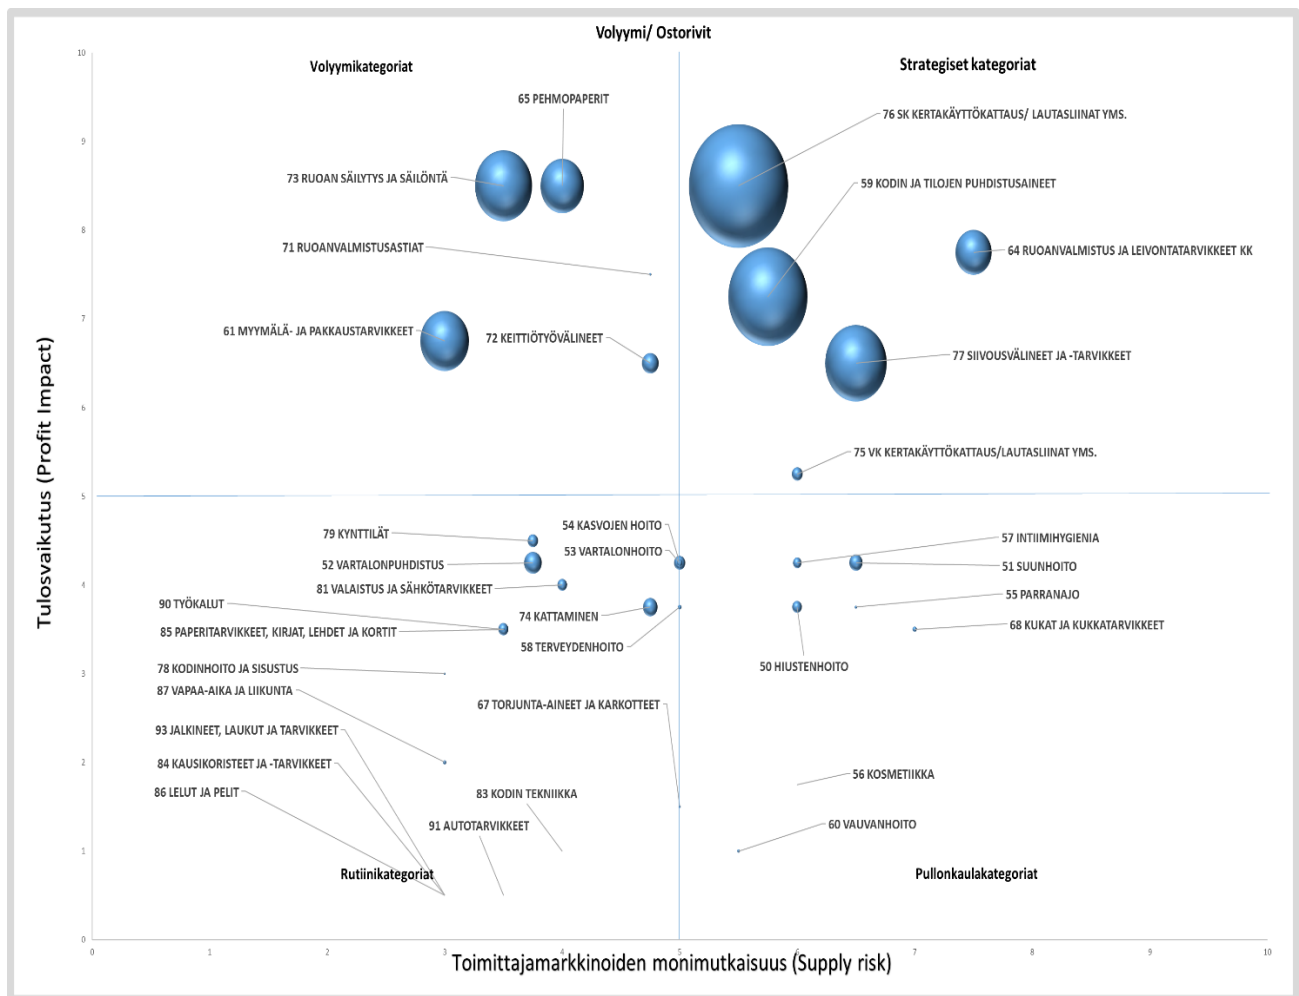 Volyymi/ Ostorivit
Volyymikategoriat
Strategiset kategoriat
65 PEHMOPAPERIT
76 SK KERTAKÄYTTÖKATTAUS/ LAUTASLIINAT YMS.
73 RUOAN SÄILYTYS JA SÄILÖNTÄ
59 KODIN JA TILOJEN PUHDISTUSAINEET
71 RUOANVALMISTUSASTIAT
64 RUOANVALMISTUS JA LEIVONTATARVIKKEET KK
61 MYYMÄLÄ- JA PAKKAUSTARVIKKEET
72 KEITTIÖTYÖVÄLINEET
77 SIIVOUSVÄLINEET JA -TARVIKKEET
75 VK KERTAKÄYTTÖKATTAUS/LAUTASLIINAT YMS.
79 KYNTTILÄT
54 KASVOJEN HOITO
57 INTIIMIHYGIENIA
53 VARTALONHOITO
52 VARTALONPUHDISTUS
51 SUUNHOITO
81 VALAISTUS JA SÄHKÖTARVIKKEET
55 PARRANAJO
90 TYÖKALUT
74 KATTAMINEN
68 KUKAT JA KUKKATARVIKKEET
85 PAPERITARVIKKEET, KIRJAT, LEHDET JA KORTIT
58 TERVEYDENHOITO
50 HIUSTENHOITO
78 KODINHOITO JA SISUSTUS
87 VAPAA-AIKA JA LIIKUNTA
67 TORJUNTA-AINEET JA KARKOTTEET
93 JALKINEET, LAUKUT JA TARVIKKEET
84 KAUSIKORISTEET JA -TARVIKKEET
56 KOSMETIIKKA
86 LELUT JA PELIT
83 KODIN TEKNIIKKA
91 AUTOTARVIKKEET
60 VAUVANHOITO
Rutiinikategoriat
Pullonkaulakategoriat
Tulosvaikutus (Profit Impact)
10
9
8
7
6
5
4
3
2
1
0
0 1 2 3 4 5 6 7 8 9 10
Toimittajamarkkinoiden monimutkaisuus (Supply risk)